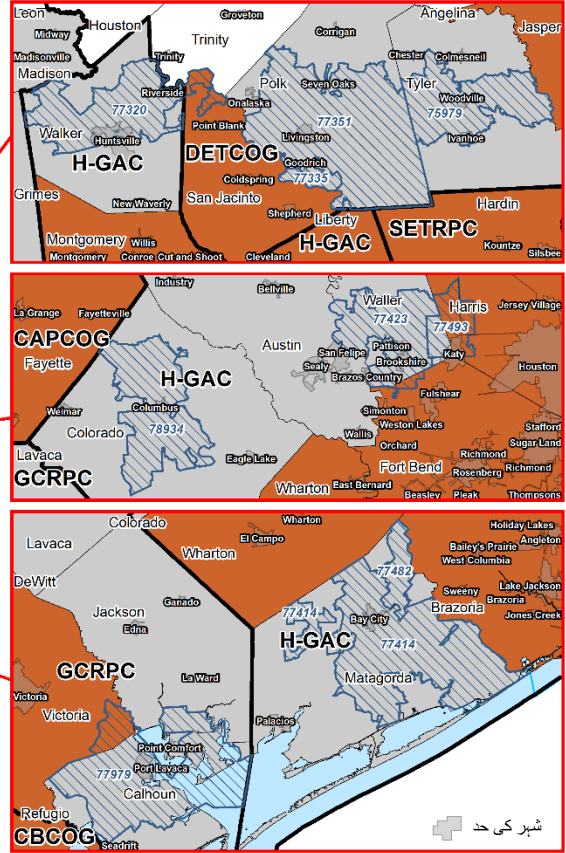 Leon
Houston
Groveton
Angelina
Midway
Trinity
Corrigan
Jasper
Madisonville
Trinity
Chester
Colmesneil
Madison
Polk
Seven Oaks
Tyler
77320
Riverside
Onalaska
Woodville
77351
75979
Walker
Huntsville
Point Blank
Livingston
Ivanhoe
H-GAC
DETCOG
Goodrich
Coldspring
77335
Grimes
New Waverly
San Jacinto
Shepherd
Liberty
Hardin
Montgomery
Willis
H-GAC
SETRPC
Kountze
Montgomery
Conroe
Cut and Shoot
Cleveland
Silsbee
Industry
Bellville
Waller
Harris
Jersey Village
La Grange
Fayetteville
77423
77493
CAPCOG
Austin
Pattison
San Felipe
Katy
Fayette
Sealy
Brookshire
Houston
H-GAC
Brazos Country
Fulshear
Weimar
Columbus
Simonton
Weston Lakes
Stafford
Colorado
78934
Wallis
Orchard
Sugar Land
Lavaca
Eagle Lake
Richmond
Fort Bend
Rosenberg
Richmond
GCRPC
Wharton
East Bernard
Beasley
Pleak
Thompsons
Colorado
Wharton
Holiday Lakes
Lavaca
El Campo
Angleton
Wharton
Bailey's Prairie
West Columbia
DeWitt
77482
Sweeny
Lake Jackson
Jackson
Ganado
77414
Brazoria
Brazoria
Edna
H-GAC
Bay City
Jones Creek
77414
GCRPC
La Ward
Matagorda
Victoria
Victoria
Palacios
Point Comfort
77979
Port Lavaca
Calhoun
Refugio
CBCOG
Seadrift
شہر کی حد